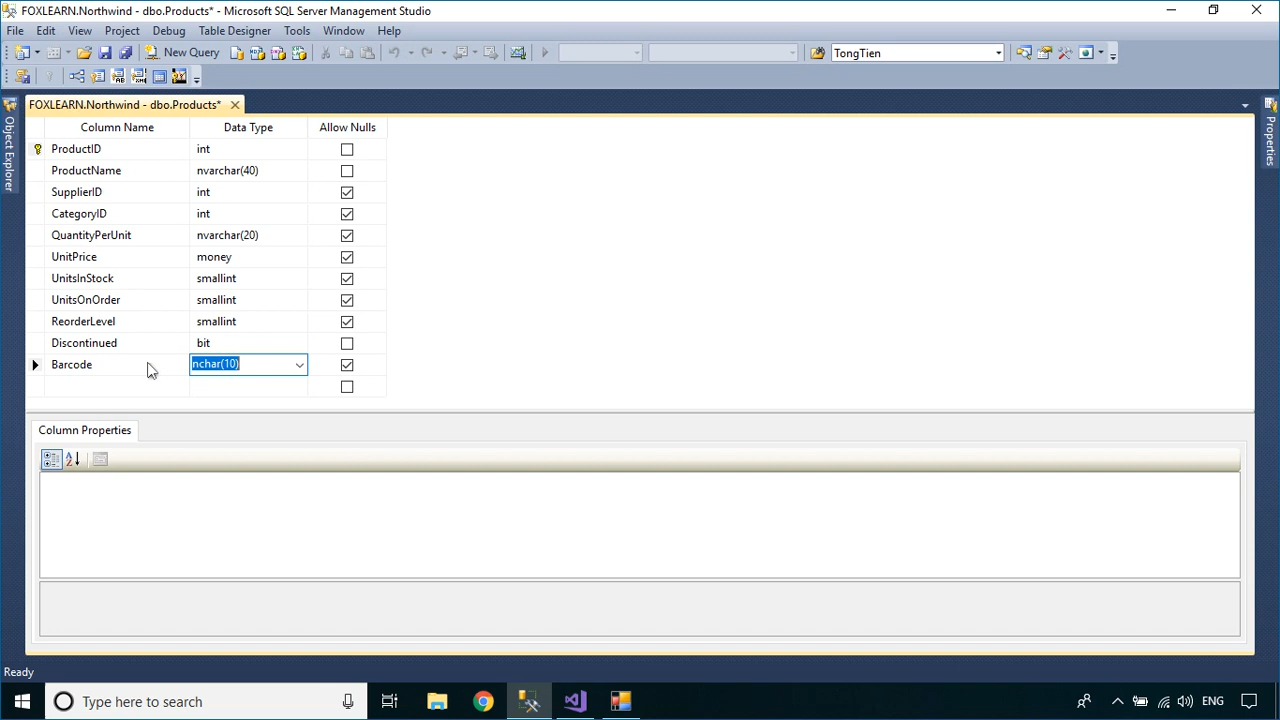 FOXLEARN.Northwind - dbo.Products* - Microsoft SQL Server Management Studio
File Edit View Project Debug Table Designer Tools Window Help
New Query TongTien
FOXLEARN.Northwind - dbo.Products*
Object Explorer
Properties
Column Name Data Type Allow Nulls
ProductID int
ProductName nvarchar(40)
SupplierID int
CategoryID int
QuantityPerUnit nvarchar(20)
UnitPrice money
UnitsInStock smallint
UnitsOnOrder smallint
ReorderLevel smallint
Discontinued bit
Barcode nchar(10)
Column Properties
Ready
Type here to search ENG